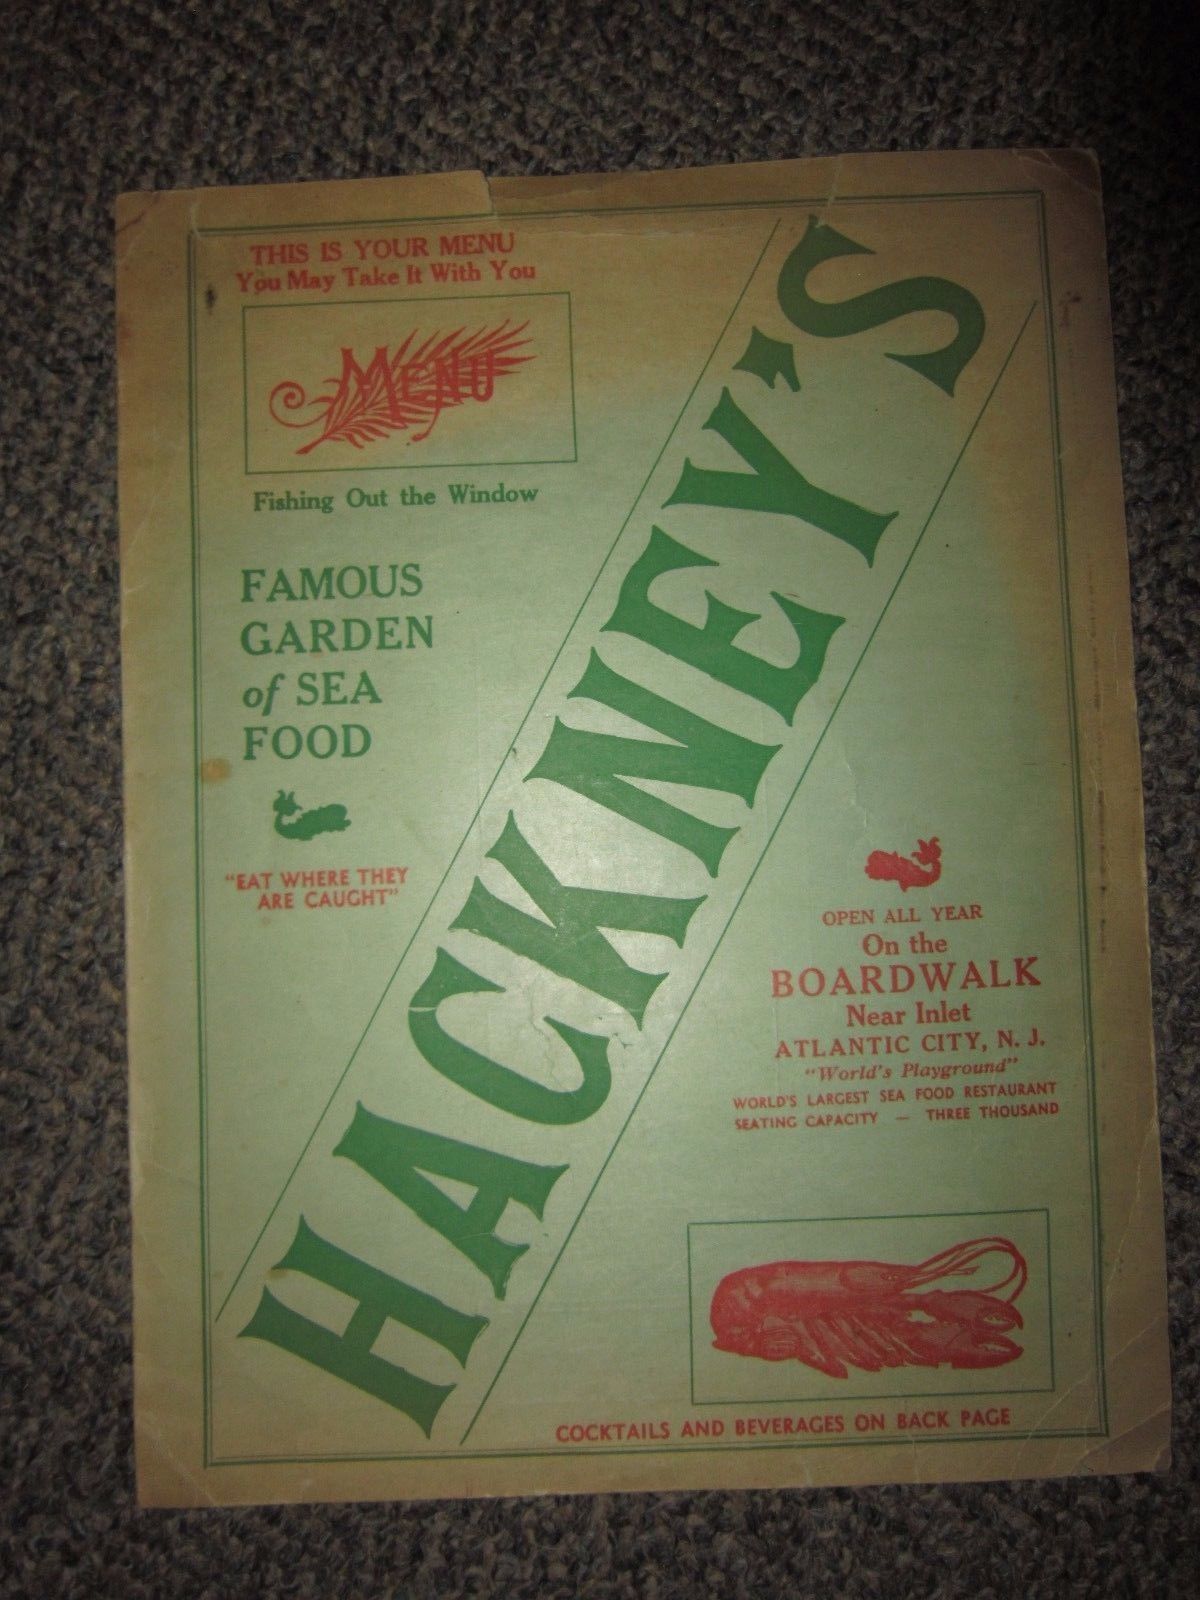 THIS IS YOUR MENU
You May Take It With You
MENU
Fishing Out the Window
FAMOUS
GARDEN
of SEA
FOOD
"EAT WHERE THEY
ARE CAUGHT"
HACKNEY'S
OPEN ALL YEAR
On the
BOARDWALK
Near Inlet
ATLANTIC CITY, N. J.
"World's Playground"
WORLD'S LARGEST SEA FOOD RESTAURANT
SEATING CAPACITY — THREE THOUSAND
COCKTAILS AND BEVERAGES ON BACK PAGE